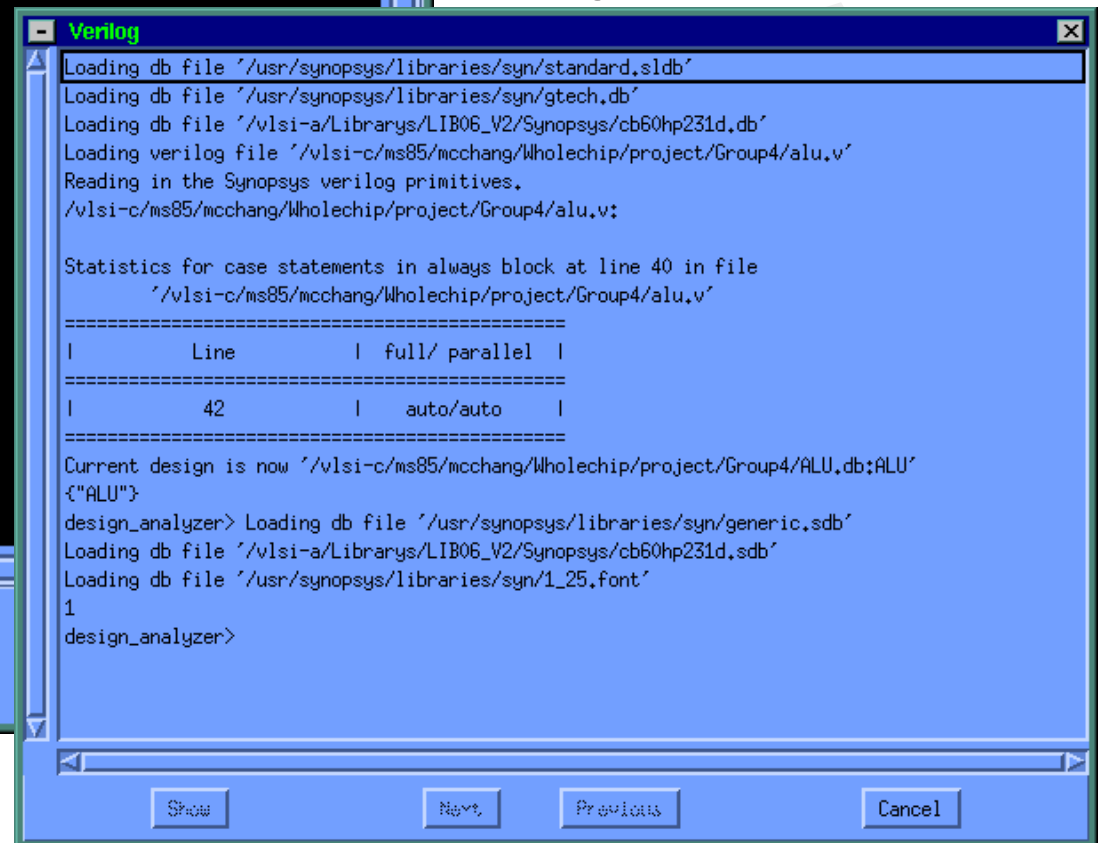 Verilog
Loading db file '/usr/synopsys/libraries/syn/standard.sldb'
Loading db file '/usr/synopsys/libraries/syn/gtech.db'
Loading db file '/vlsi-a/Librarys/LIB06_V2/Synopsys/cb60hp231d.db'
Loading verilog file '/vlsi-c/ms85/mcchang/Wholechip/project/Group4/alu.v'
Reading in the Synopsys verilog primitives.
/vlsi-c/ms85/mcchang/Wholechip/project/Group4/alu.v:
Statistics for case statements in always block at line 40 in file
'/vlsi-c/ms85/mcchang/Wholechip/project/Group4/alu.v'
===============================================
| Line | full/ parallel |
===============================================
| 42 | auto/auto |
===============================================
Current design is now '/vlsi-c/ms85/mcchang/Wholechip/project/Group4/ALU.db:ALU'
{"ALU"}
design_analyzer> Loading db file '/usr/synopsys/libraries/syn/generic.sdb'
Loading db file '/vlsi-a/Librarys/LIB06_V2/Synopsys/cb60hp231d.sdb'
Loading db file '/usr/synopsys/libraries/syn/1_25.font'
1
design_analyzer>
Show Next Previous Cancel